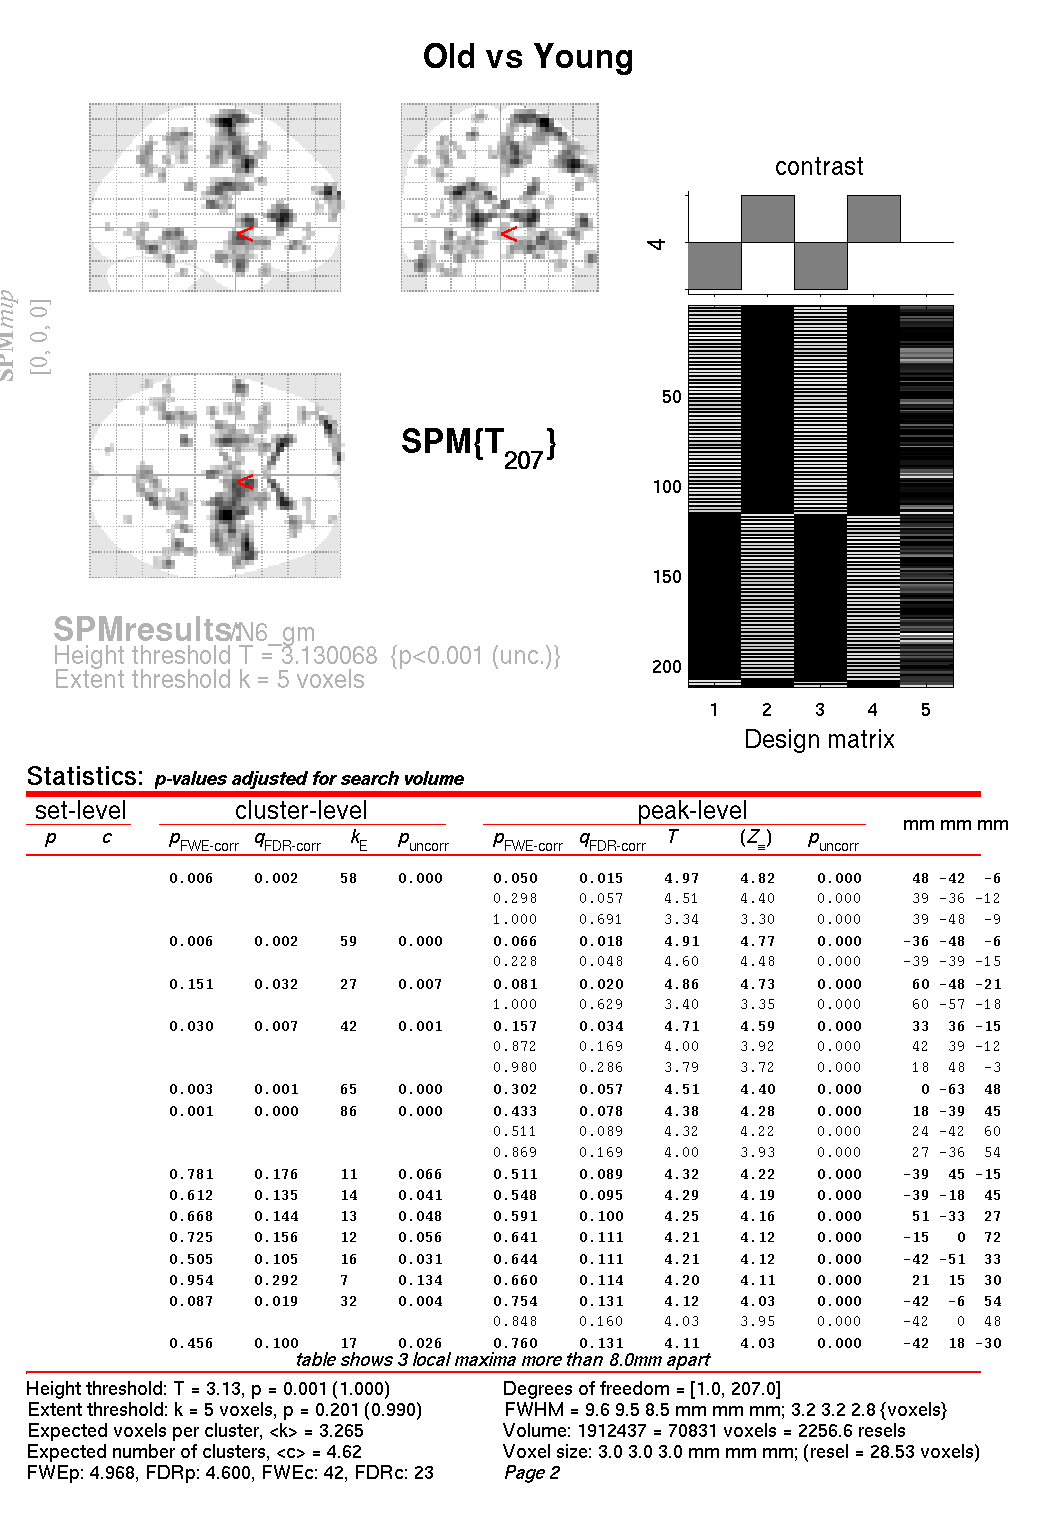 Old vs Young
contrast
4
SPMmip
[0, 0, 0]
<
<
<
SPM{T207}
50
100
150
200
1 2 3 4 5
Design matrix
Height threshold T = 3.130068 {p<0.001 (unc.)}
Extent threshold k = 5 voxels
Statistics: p-values adjusted for search volume
set-level cluster-level peak-level
mm mm mm
p c pFWE-corr qFDR-corr kE puncorr pFWE-corr qFDR-corr T (Z≡) puncorr
0.006 0.002 58 0.000 0.050 0.015 4.97 4.82 0.000 48 -42 -6
0.298 0.057 4.51 4.40 0.000 39 -36 -12
1.000 0.691 3.34 3.30 0.000 39 -48 -9
0.006 0.002 59 0.000 0.066 0.018 4.91 4.77 0.000 -36 -48 -6
0.228 0.048 4.60 4.48 0.000 -39 -39 -15
0.151 0.032 27 0.007 0.081 0.020 4.86 4.73 0.000 60 -48 -21
1.000 0.629 3.40 3.35 0.000 60 -57 -18
0.030 0.007 42 0.001 0.157 0.034 4.71 4.59 0.000 33 36 -15
0.872 0.169 4.00 3.92 0.000 42 39 -12
0.980 0.286 3.79 3.72 0.000 18 48 -3
0.003 0.001 65 0.000 0.302 0.057 4.51 4.40 0.000 0 -63 48
0.001 0.000 86 0.000 0.433 0.078 4.38 4.28 0.000 18 -39 45
0.511 0.089 4.32 4.22 0.000 24 -42 60
0.869 0.169 4.00 3.93 0.000 27 -36 54
0.781 0.176 11 0.066 0.511 0.089 4.32 4.22 0.000 -39 45 -15
0.612 0.135 14 0.041 0.548 0.095 4.29 4.19 0.000 -39 -18 45
0.668 0.144 13 0.048 0.591 0.100 4.25 4.16 0.000 51 -33 27
0.725 0.156 12 0.056 0.641 0.111 4.21 4.12 0.000 -15 0 72
0.505 0.105 16 0.031 0.644 0.111 4.21 4.12 0.000 -42 -51 33
0.954 0.292 7 0.134 0.660 0.114 4.20 4.11 0.000 21 15 30
0.087 0.019 32 0.004 0.754 0.131 4.12 4.03 0.000 -42 -6 54
0.848 0.160 4.03 3.95 0.000 -42 0 48
0.456 0.100 17 0.026 0.760 0.131 4.11 4.03 0.000 -42 18 -30
table shows 3 local maxima more than 8.0mm apart
Height threshold: T = 3.13, p = 0.001 (1.000)
Extent threshold: k = 5 voxels, p = 0.201 (0.990)
Expected voxels per cluster, <k> = 3.265
Expected number of clusters, <c> = 4.62
FWEp: 4.968, FDRp: 4.600, FWEc: 42, FDRc: 23
Degrees of freedom = [1.0, 207.0]
FWHM = 9.6 9.5 8.5 mm mm mm; 3.2 3.2 2.8 {voxels}
Volume: 1912437 = 70831 voxels = 2256.6 resels
Voxel size: 3.0 3.0 3.0 mm mm mm; (resel = 28.53 voxels)
Page 2